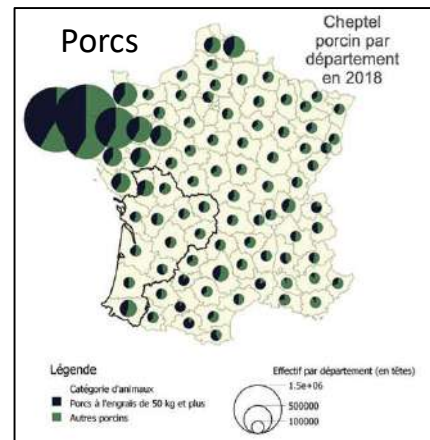 Porcs
Cheptel
porcin par
département
en 2018
Légende
Catégorie d'animaux
Porcs à l'engrais de 50 kg et plus
Autres porcins
Effectif par département (en têtes)
1.5e+06
500000
100000